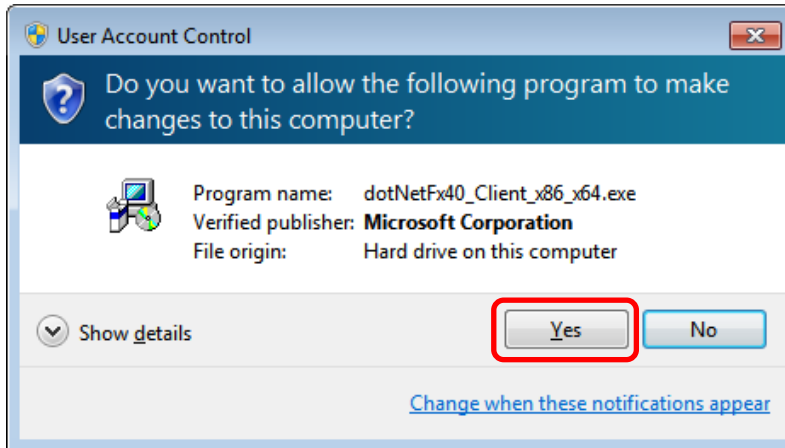 User Account Control
Do you want to allow the following program to make
changes to this computer?
Program name: dotNetFx40_Client_x86_x64.exe
Verified publisher: Microsoft Corporation
File origin: Hard drive on this computer
Show details
Yes
No
Change when these notifications appear